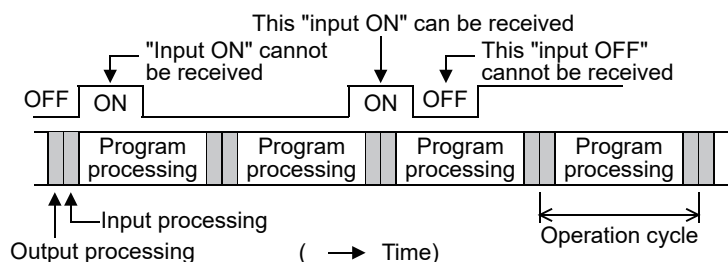 This "input ON" can be received
"Input ON" cannot
be received
This "input OFF"
cannot be received
OFF
ON
ON
OFF
Program
processing
Program
processing
Program
processing
Program
processing
Input processing
Output processing
( → Time)
Operation cycle